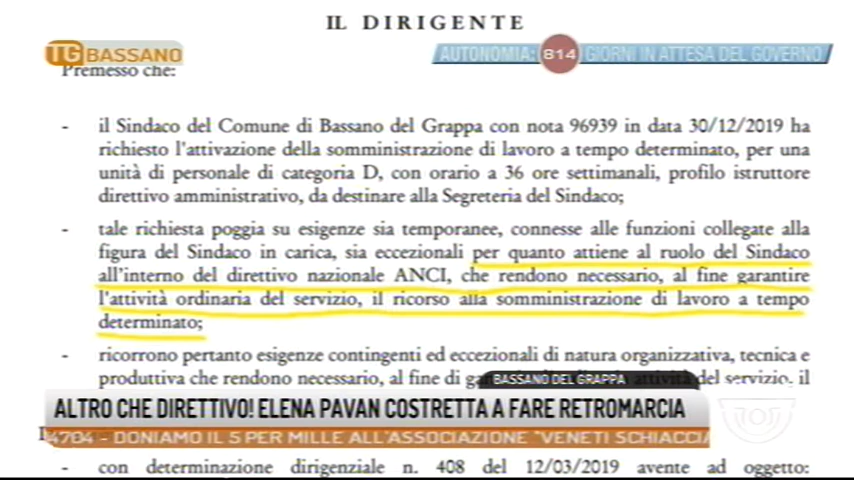 IL DIRIGENTE
TG BASSANO
AUTONOMIA: 814 GIORNI IN ATTESA DEL GOVERNO
Premesso che:
- il Sindaco del Comune di Bassano del Grappa con nota 96939 in data 30/12/2019 ha
richiesto l'attivazione della somministrazione di lavoro a tempo determinato, per una
unità di personale di categoria D, con orario a 36 ore settimanali, profilo istruttore
direttivo amministrativo, da destinare alla Segreteria del Sindaco;
- tale richiesta poggia su esigenze sia temporanee, connesse alle funzioni collegate alla
figura del Sindaco in carica, sia eccezionali per quanto attiene al ruolo del Sindaco
all'interno del direttivo nazionale ANCI, che rendono necessario, al fine garantire
l'attività ordinaria del servizio, il ricorso alla somministrazione di lavoro a tempo
determinato;
- ricorrono pertanto esigenze contingenti ed eccezionali di natura organizzativa, tecnica e
produttiva che rendono necessario, al fine di del servizio, il
BASSANO DEL GRAPPA
ALTRO CHE DIRETTIVO! ELENA PAVAN COSTRETTA A FARE RETROMARCIA
4764 - DONIAMO IL 5 PER MILLE ALL'ASSOCIAZIONE "VENETI SCHIACCIA
- con determinazione dirigenziale n. 408 del 12/03/2019 avente ad oggetto: